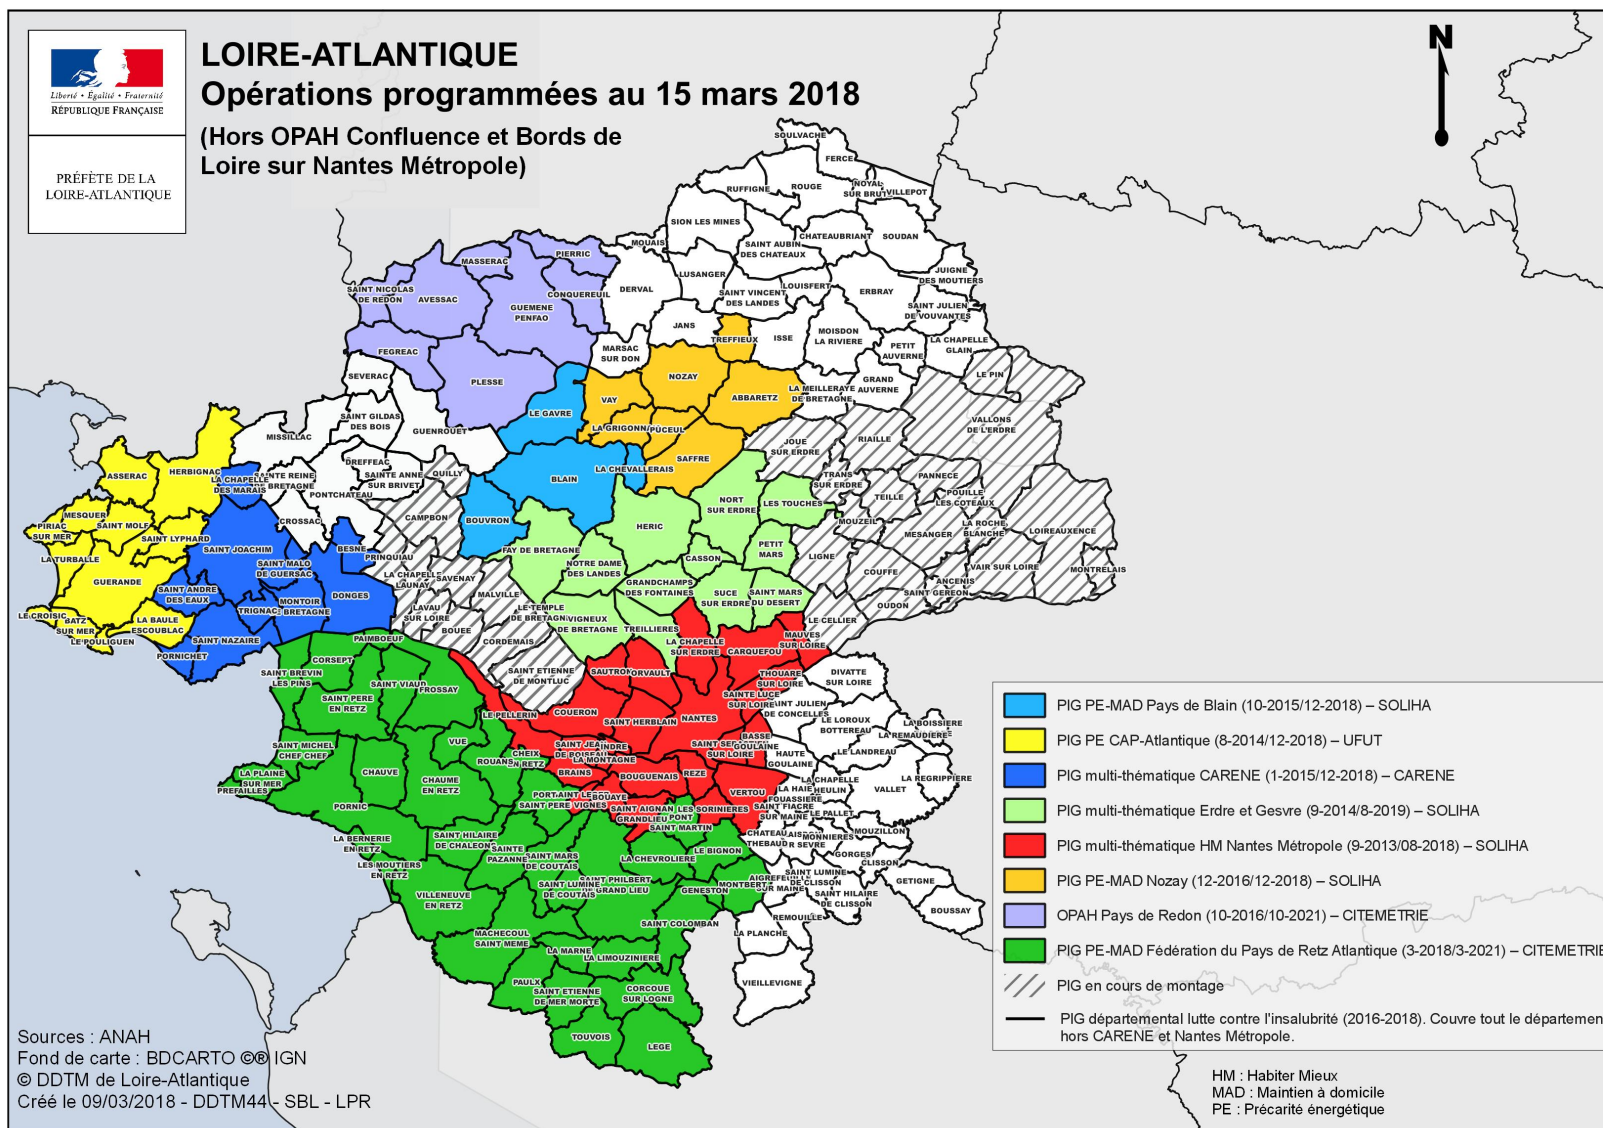 LOIRE-ATLANTIQUE
Opérations programmées au 15 mars 2018
(Hors OPAH Confluence et Bords de
Loire sur Nantes Métropole)
Liberté • Égalité • Fraternité
RÉPUBLIQUE FRANÇAISE
PRÉFÈTE DE LA
LOIRE-ATLANTIQUE
N
SOULVACHE
FERCE
RUFFIGNE
ROUGE
NOYAL
SUR BRUTZ
VILLEPOT
SION LES MINES
MOUAIS
SAINT AUBIN
DES CHATEAUX
CHATEAUBRIANT
SOUDAN
PIERRIC
MASSERAC
SAINT NICOLAS
DE REDON
AVESSAC
GUEMENE
PENFAO
CONQUEREUIL
DERVAL
LUSANGER
SAINT VINCENT
DES LANDES
LOUISFERT
ERBRAY
JUIGNE
DES MOUTIERS
SAINT JULIEN
DE VOUVANTES
FEGREAC
JANS
TREFFIEUX
ISSE
MOISDON
LA RIVIERE
PETIT
AUVERNE
LA CHAPELLE
GLAIN
MARSAC
SUR DON
SEVERAC
PLESSE
NOZAY
ABBARETZ
LA MEILLERAYE
DE BRETAGNE
GRAND
AUVERNE
LE PIN
VAY
LE GAVRE
LA GRIGONNAIS
PUCEUL
SAINT GILDAS
DES BOIS
GUENROUET
MISSILLAC
JOUE
SUR ERDRE
RIAILLE
VALLONS
DE L'ERDRE
SAFFRE
LA CHEVALLERAIS
BLAIN
DREFFEAC
SAINTE ANNE
SUR BRIVET
QUILLY
HERBIGNAC
ASSERAC
LA CHAPELLE
DES MARAIS
SAINTE REINE
DE BRETAGNE
PONTCHATEAU
TRANS
SUR ERDRE
PANNECE
TEILLE
POUILLE
LES COTEAUX
NORT
SUR ERDRE
LES TOUCHES
MESQUER
PIRIAC
SUR MER
SAINT MOLF
SAINT LYPHARD
CROSSAC
CAMPBON
BOUVRON
HERIC
MOUZEIL
MESANGER
LA ROCHE
BLANCHE
LOIREAUXENCE
LA TURBALLE
SAINT JOACHIM
BESNE
PRINQUIAU
FAY DE BRETAGNE
NOTRE DAME
DES LANDES
CASSON
PETIT
MARS
LIGNE
COUFFE
VAIR SUR LOIRE
MONTRELAIS
GUERANDE
SAINT MALO
DE GUERSAC
LA CHAPELLE
LAUNAY
SAVENAY
MALVILLE
GRANDCHAMPS
DES FONTAINES
SUCE
SUR ERDRE
SAINT MARS
DU DESERT
ANCENIS
SAINT GEREON
OUDON
LE CELLIER
SAINT ANDRE
DES EAUX
TRIGNAC
MONTOIR
DE BRETAGNE
DONGES
LAVAU
SUR LOIRE
BOUEE
LE TEMPLE
DE BRETAGNE
VIGNEUX
DE BRETAGNE
TREILLIERES
LE CROISIC
BATZ
SUR MER
LE POULIGUEN
LA BAULE
ESCOUBLAC
PORNICHET
SAINT NAZAIRE
PAIMBOEUF
CORDEMAIS
SAINT ETIENNE
DE MONTLUC
SAUTRON
ORVAULT
LA CHAPELLE
SUR ERDRE
CARQUEFOU
MAUVES
SUR LOIRE
CORSEPT
SAINT BREVIN
LES PINS
SAINT PERE
EN RETZ
SAINT VIAUD
FROSSAY
LE PELLERIN
COUERON
SAINT HERBLAIN
NANTES
THOUARE
SUR LOIRE
SAINTE LUCE
SUR LOIRE
DIVATTE
SUR LOIRE
SAINT JULIEN
DE CONCELLES
LE LOROUX
BOTTEREAU
LA BOISSIERE
LA REMAUDIERE
SAINT MICHEL
CHEF CHEF
VUE
ROUANS
CHEIX
EN RETZ
SAINT JEAN
DE BOISEAU
INDRE
LA MONTAGNE
BRAINS
BOUGUENAIS
REZE
SAINT SEBASTIEN
SUR LOIRE
BASSE
GOULAINE
HAUTE
GOULAINE
LE LANDREAU
LA REGRIPPIERE
VALLET
LA PLAINE
SUR MER
PREFAILLES
CHAUVE
CHAUME
EN RETZ
PORNIC
PORT
SAINT PERE
SAINT LEGER
LES VIGNES
BOUAYE
SAINT AIGNAN
GRANDLIEU
LES SORINIERES
PONT
SAINT MARTIN
VERTOU
LA CHAPELLE
HEULIN
LA HAIE
FOUASSIERE
SAINT FIACRE
SUR MAINE
LE PALLET
LA BERNERIE
EN RETZ
LES MOUTIERS
EN RETZ
SAINT HILAIRE
DE CHALEONS
SAINTE
PAZANNE
SAINT MARS
DE COUTAIS
LA CHEVROLIERE
LE BIGNON
CHATEAU
THEBAUD
MONNIERES
MOUZILLON
GORGES
CLISSON
VILLENEUVE
EN RETZ
SAINT LUMINE
DE COUTAIS
SAINT PHILBERT
DE GRAND LIEU
GENESTON
MONTBERT
AIGREFEUILLE
SUR MAINE
SAINT LUMINE
DE CLISSON
SAINT HILAIRE
DE CLISSON
GETIGNE
BOUSSAY
MACHECOUL
SAINT MEME
LA MARNE
LA LIMOUZINIERE
SAINT COLOMBAN
REMOUILLE
LA PLANCHE
VIEILLEVIGNE
PAULX
SAINT ETIENNE
DE MER MORTE
CORCOUE
SUR LOGNE
TOUVOIS
LEGE
PIG PE-MAD Pays de Blain (10-2015/12-2018) – SOLIHA
PIG PE CAP-Atlantique (8-2014/12-2018) – UFUT
PIG multi-thématique CARENE (1-2015/12-2018) – CARENE
PIG multi-thématique Erdre et Gesvre (9-2014/8-2019) – SOLIHA
PIG multi-thématique HM Nantes Métropole (9-2013/08-2018) – SOLIHA
PIG PE-MAD Nozay (12-2016/12-2018) – SOLIHA
OPAH Pays de Redon (10-2016/10-2021) – CITEMETRIE
PIG PE-MAD Fédération du Pays de Retz Atlantique (3-2018/3-2021) – CITEMETRIE
PIG en cours de montage
PIG départemental lutte contre l'insalubrité (2016-2018). Couvre tout le départemen
hors CARENE et Nantes Métropole.
HM : Habiter Mieux
MAD : Maintien à domicile
PE : Précarité énergétique
Sources : ANAH
Fond de carte : BDCARTO ©® IGN
© DDTM de Loire-Atlantique
Créé le 09/03/2018 - DDTM44 - SBL - LPR